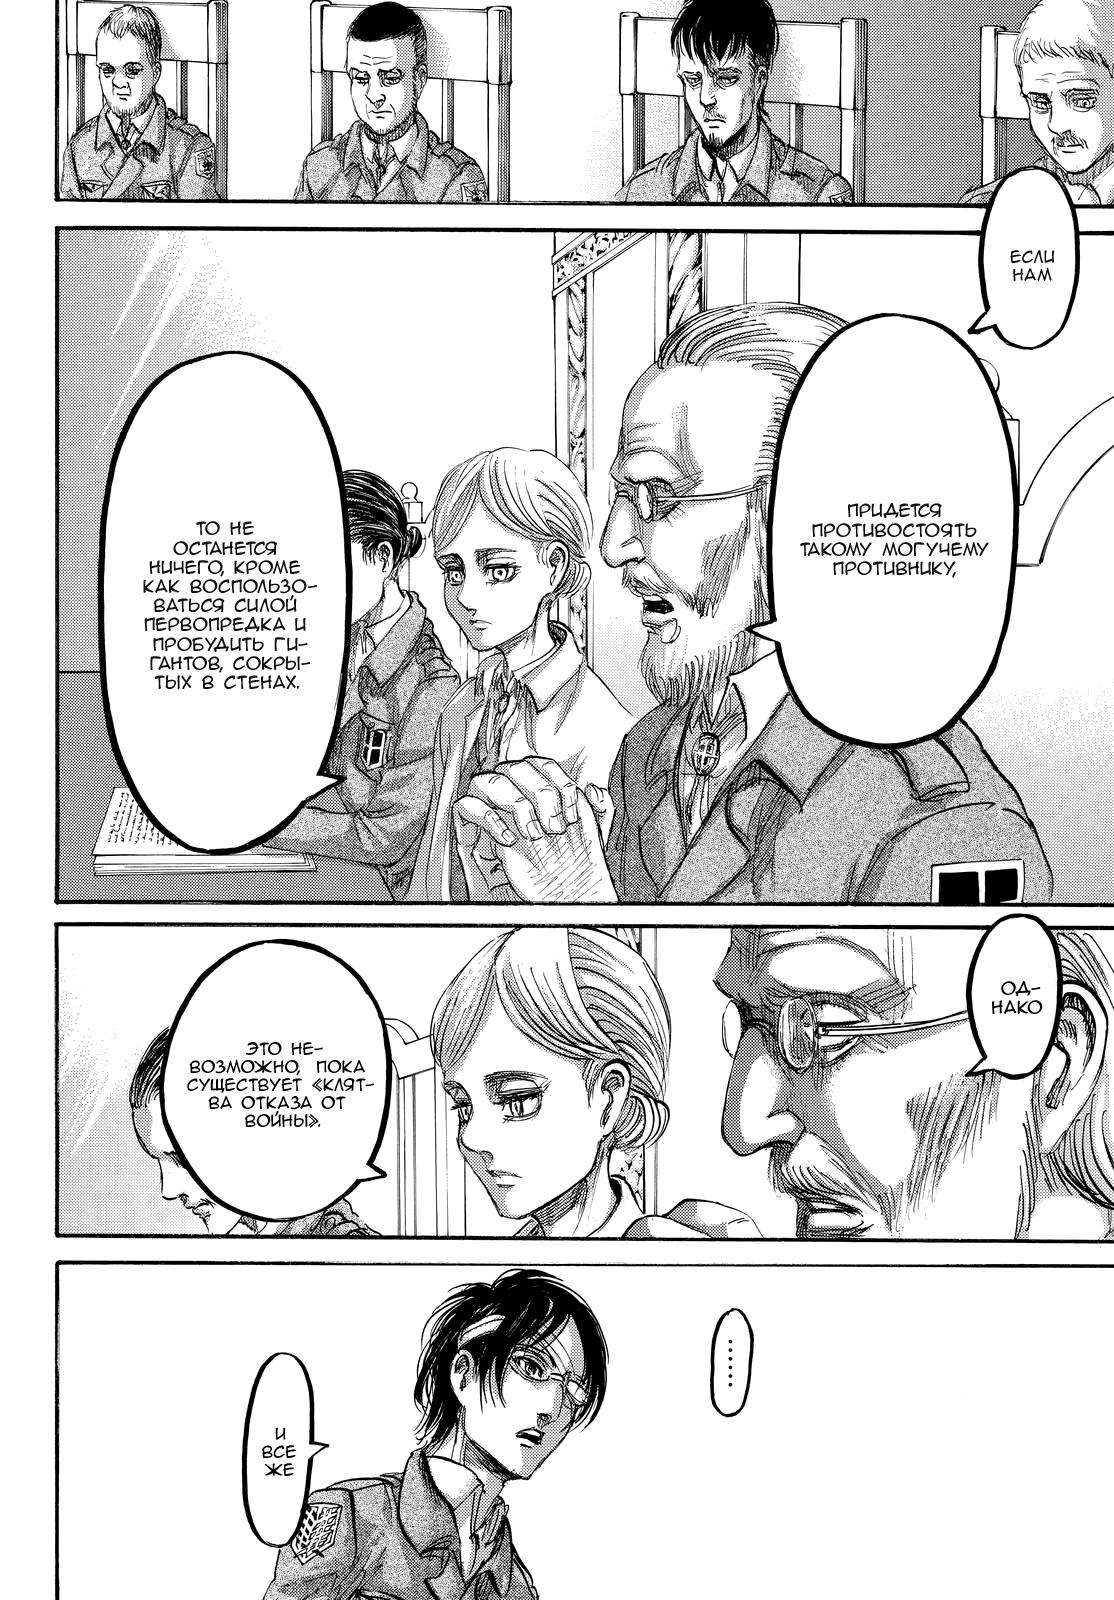 ЕСЛИ
НАМ
ПРИДЕТСЯ
ПРОТИВОСТОЯТЬ
ТАКОМУ МОГУЧЕМУ
ПРОТИВНИКУ,
ТО НЕ
ОСТАНЕТСЯ
НИЧЕГО, КРОМЕ
КАК ВОСПОЛЬЗО-
ВАТЬСЯ СИЛОЙ
ПЕРВОПРЕДКА И
ПРОБУДИТЬ ГИ-
ГАНТОВ, СОКРЫ-
ТЫХ В СТЕНАХ.
ОД-
НАКО
ЭТО НЕ-
ВОЗМОЖНО, ПОКА
СУЩЕСТВУЕТ «КЛЯТ-
ВА ОТКАЗА ОТ
ВОЙНЫ».
......
И
ВСЕ
ЖЕ